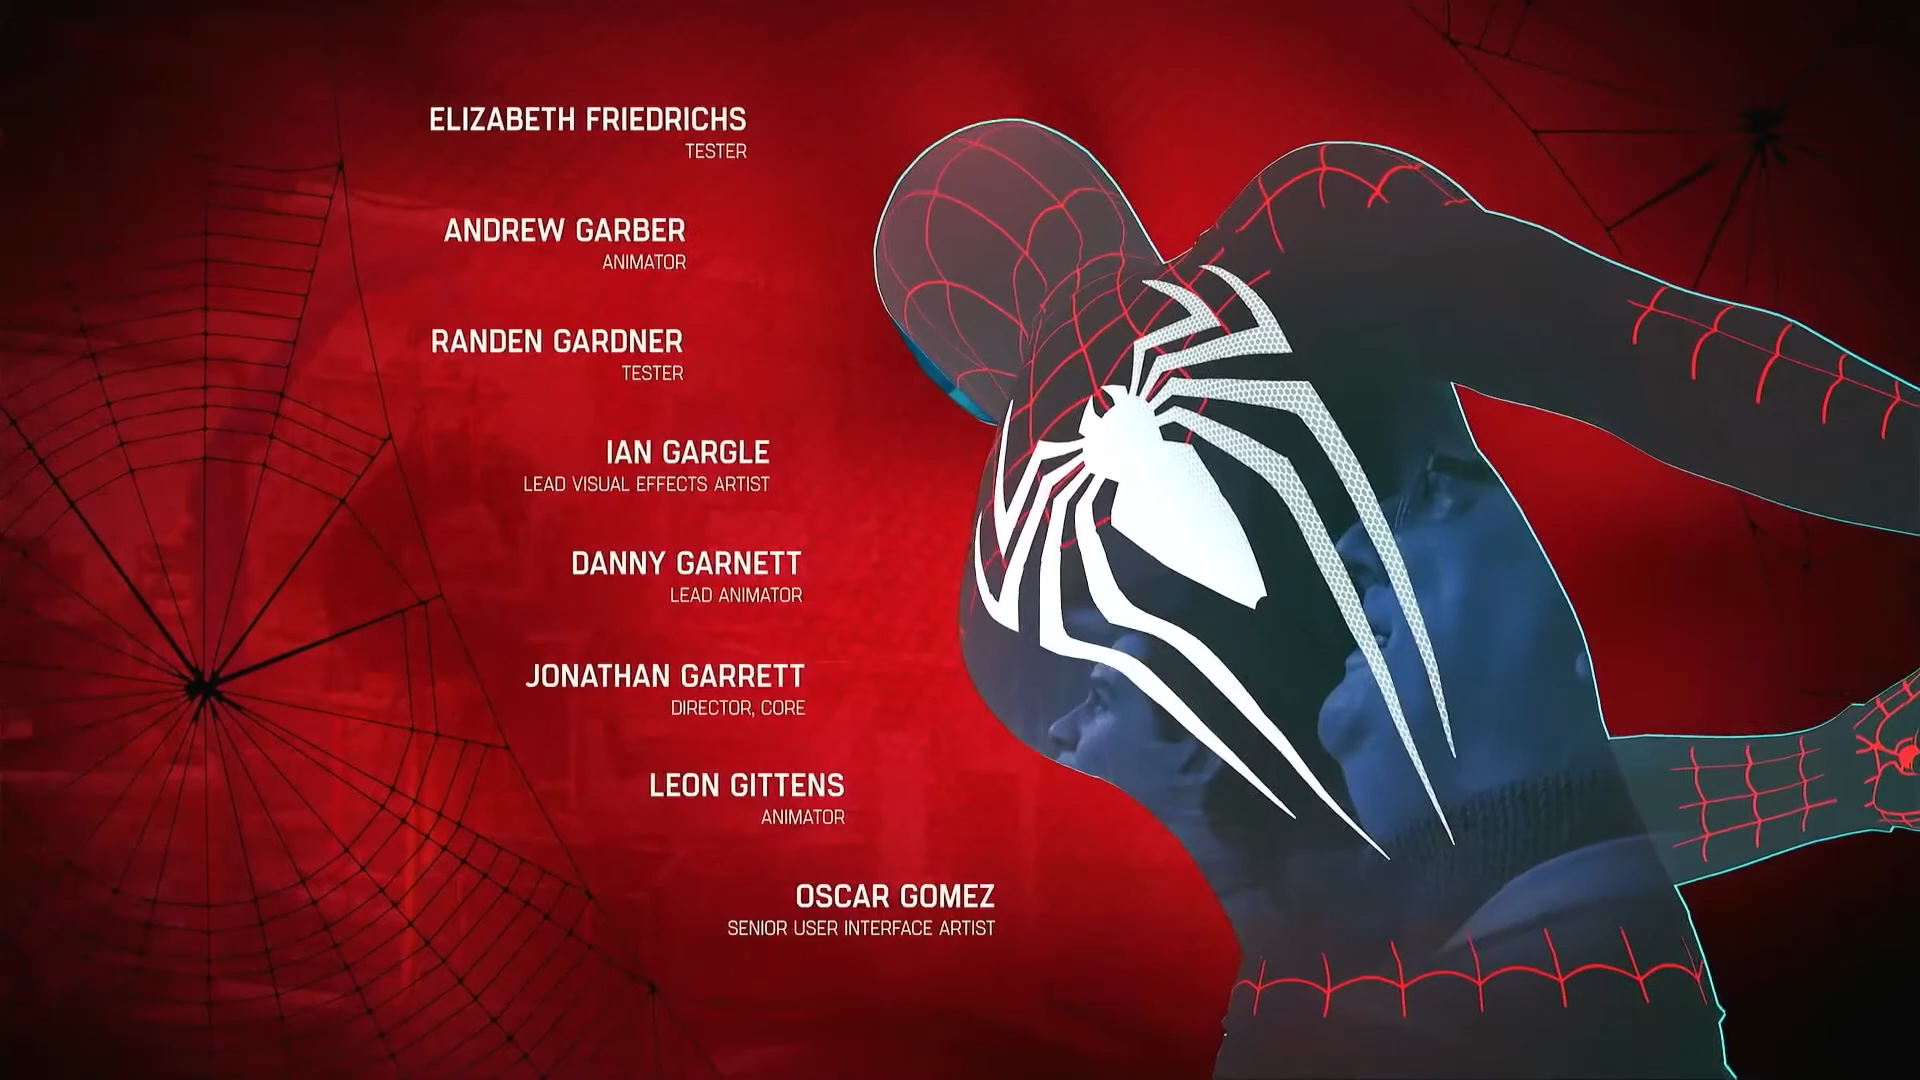 ELIZABETH FRIEDRICHS
TESTER
ANDREW GARBER
ANIMATOR
RANDEN GARDNER
TESTER
IAN GARGLE
LEAD VISUAL EFFECTS ARTIST
DANNY GARNETT
LEAD ANIMATOR
JONATHAN GARRETT
DIRECTOR, CORE
LEON GITTENS
ANIMATOR
OSCAR GOMEZ
SENIOR USER INTERFACE ARTIST